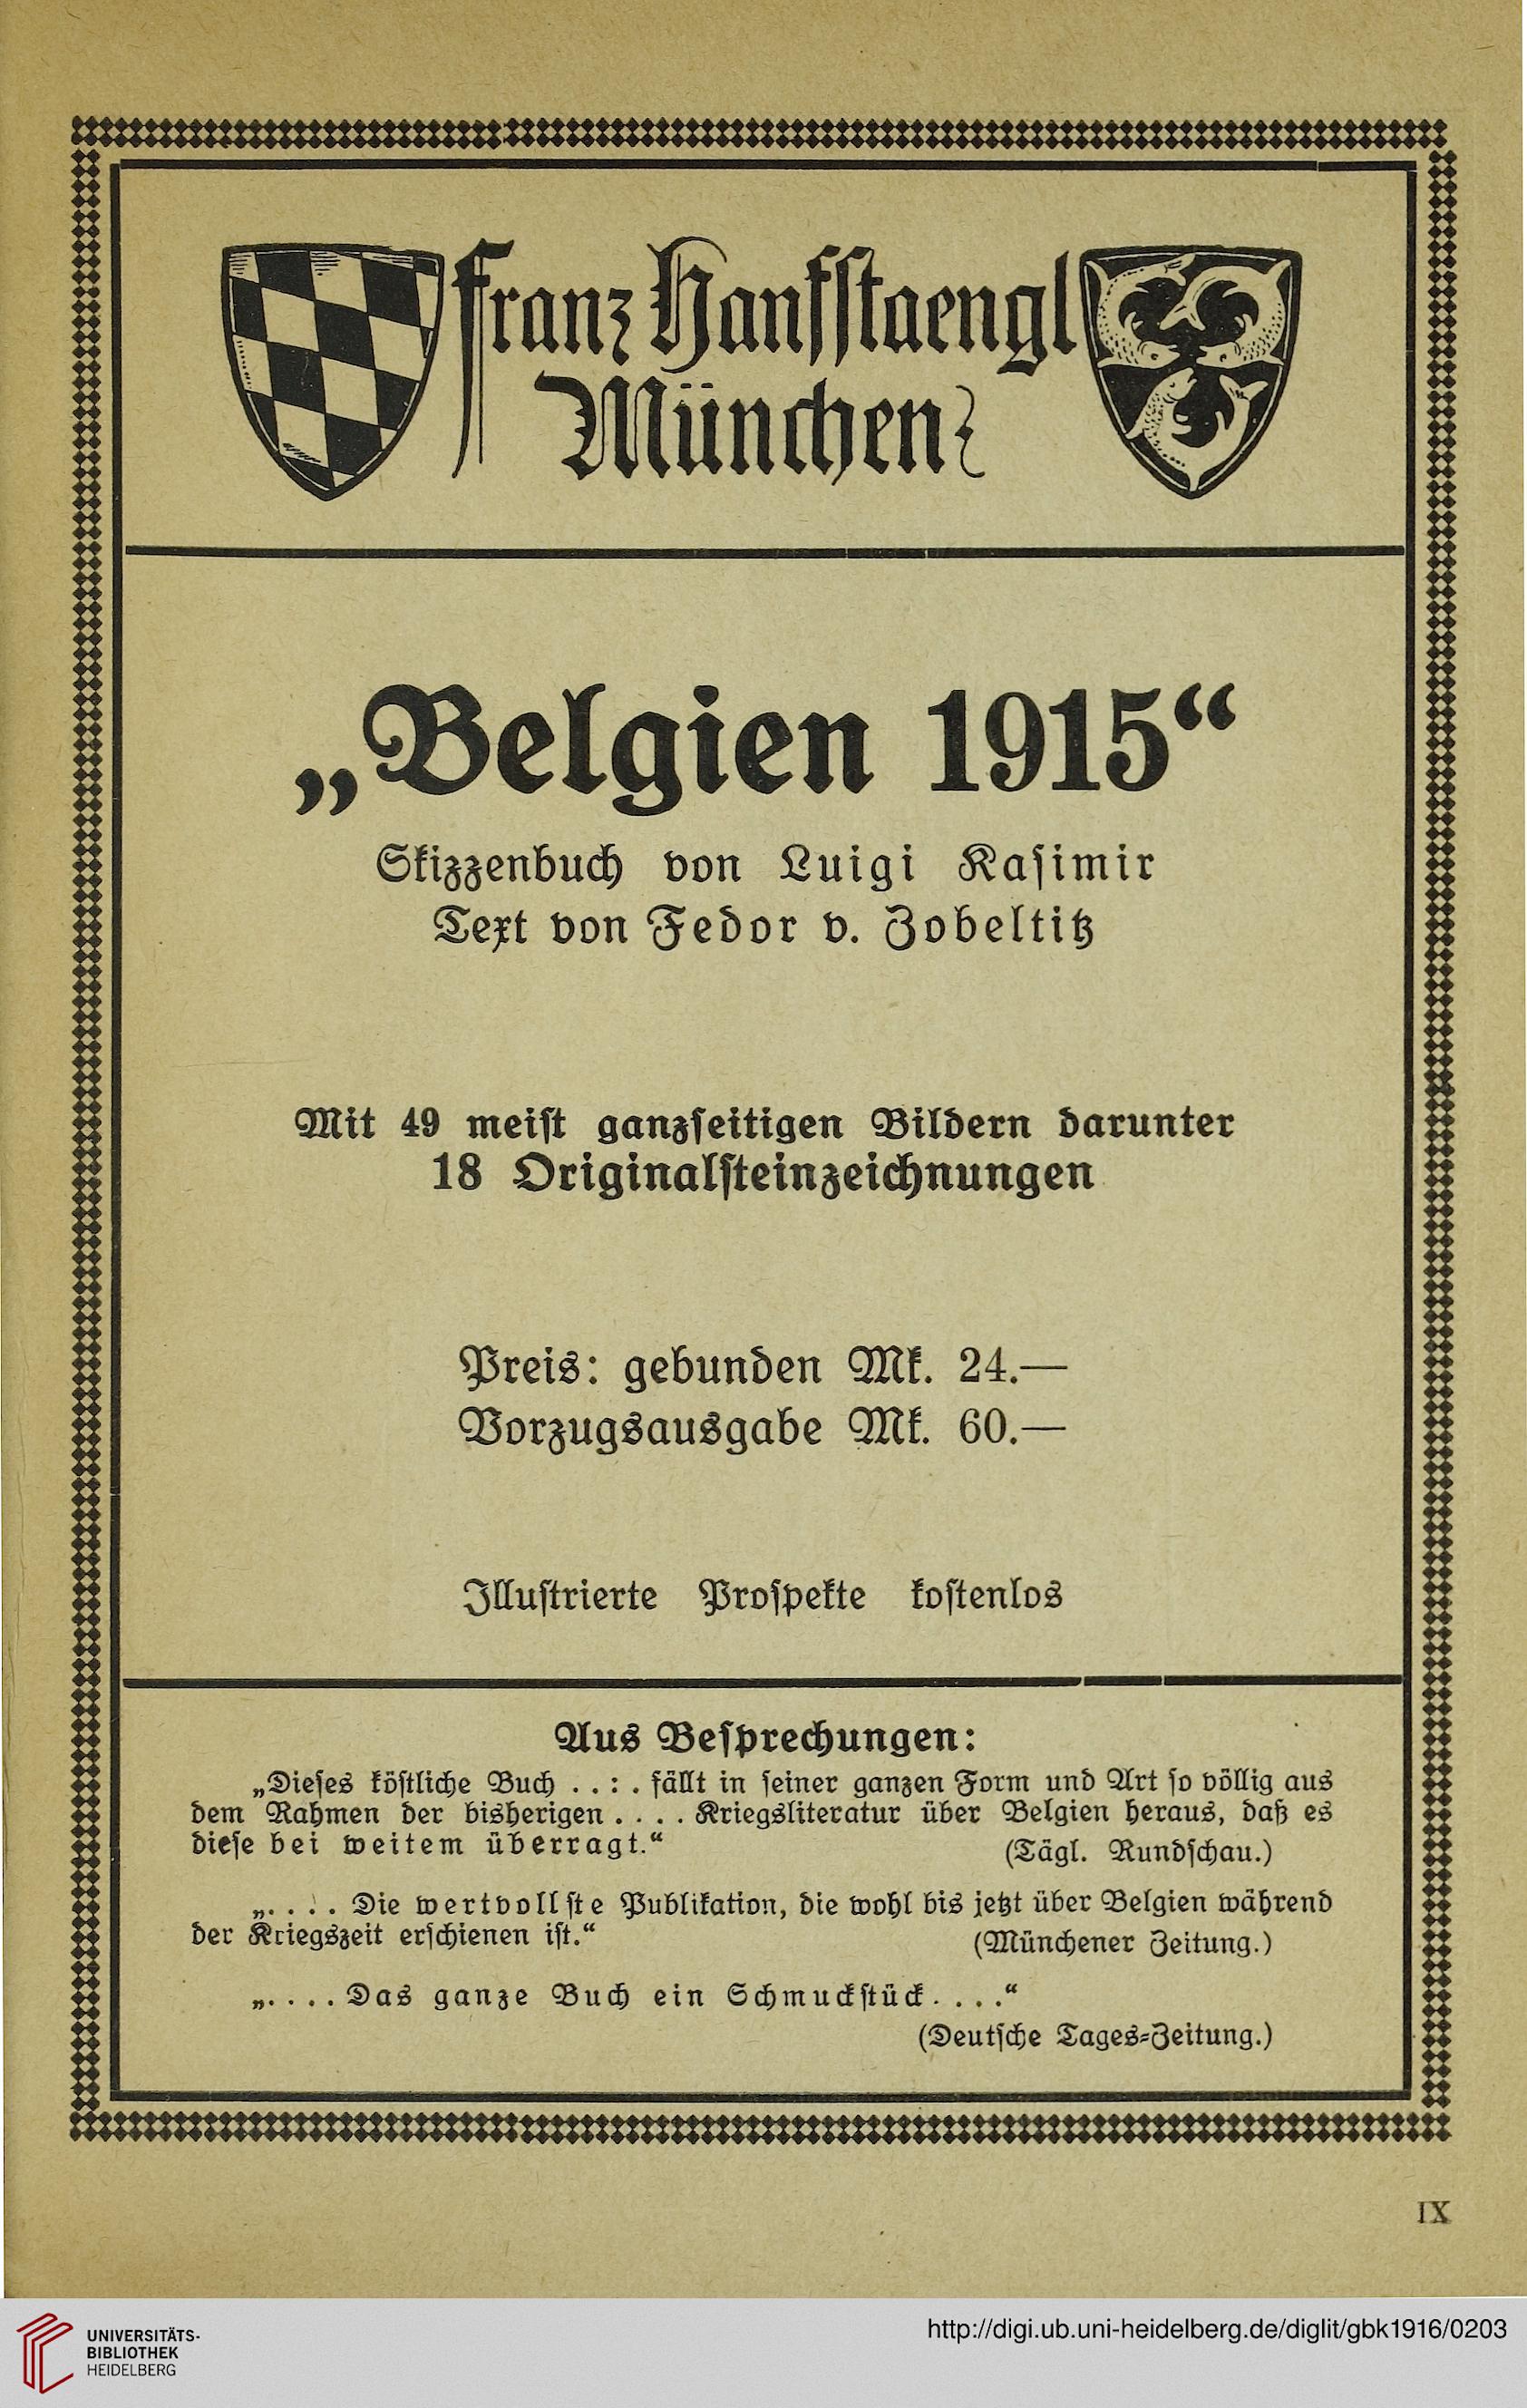 Franz Hanfstaengl
München
„Belgien 1915“
Skizzenbuch von Luigi Kasimir
Text von Fedor v. Zobeltitz
Mit 49 meist ganzseitigen Bildern darunter
18 Originalsteinzeichnungen
Preis: gebunden Mk. 24.—
Vorzugsausgabe Mk. 60.—
Illustrierte Prospekte kostenlos
Aus Besprechungen:
„Dieses köstliche Buch . . : . fällt in seiner ganzen Form und Art so völlig aus
dem Rahmen der bisherigen . . . . Kriegsliteratur über Belgien heraus, daß es
diese bei weitem überragt.“ (Tägl. Rundschau.)
„. . . . Die wertvollste Publikation, die wohl bis jetzt über Belgien während
der Kriegszeit erschienen ist.“ (Münchener Zeitung.)
„. . . . Das ganze Buch ein Schmuckstück. . . .“
(Deutsche Tages-Zeitung.)
IX
UNIVERSITÄTS-
BIBLIOTHEK
HEIDELBERG
http://digi.ub.uni-heidelberg.de/diglit/gbk1916/0203